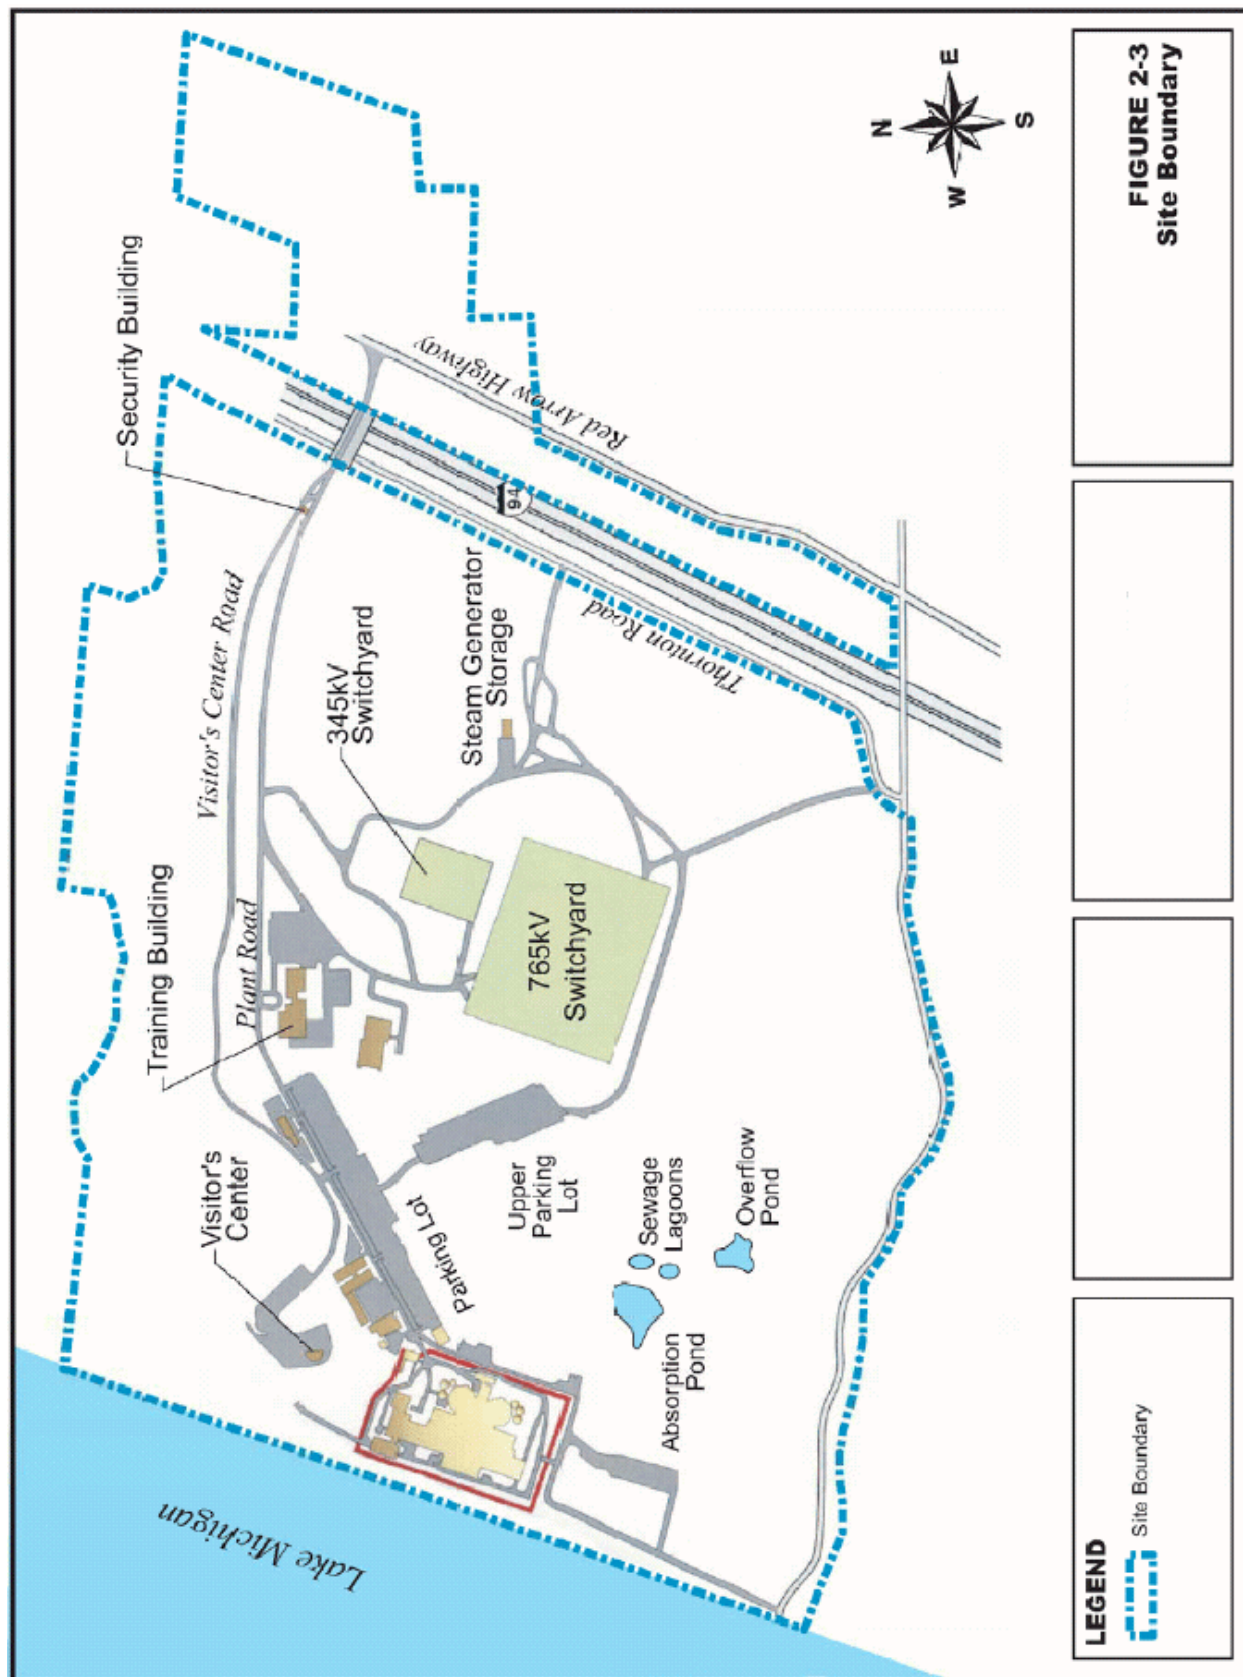 Lake Michigan
Visitor's
Center
Training Building
Security Building
Visitor's Center Road
Plant Road
Parking Lot
345kV
Switchyard
765kV
Switchyard
Steam Generator
Storage
Upper
Parking
Lot
Absorption
Pond
Sewage
Lagoons
Overflow
Pond
Thornton Road
94
Red Arrow Highway
N
E
S
W
LEGEND
Site Boundary
FIGURE 2-3
Site Boundary